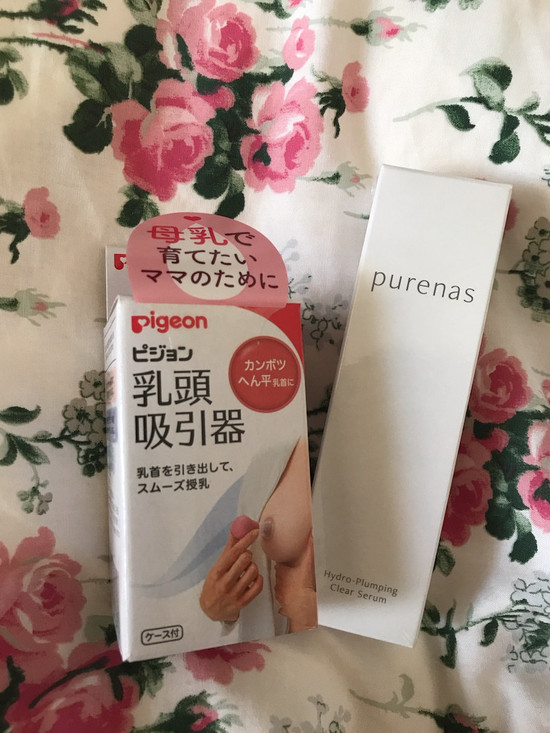 母乳で
育てたい
ママのために
Pigeon
ピジョン
カンボツ
へん平乳首に
乳頭
吸引器
乳首を引き出して、
スムーズ授乳
ケース付
purenas
Hydro-Plumping
Clear Serum